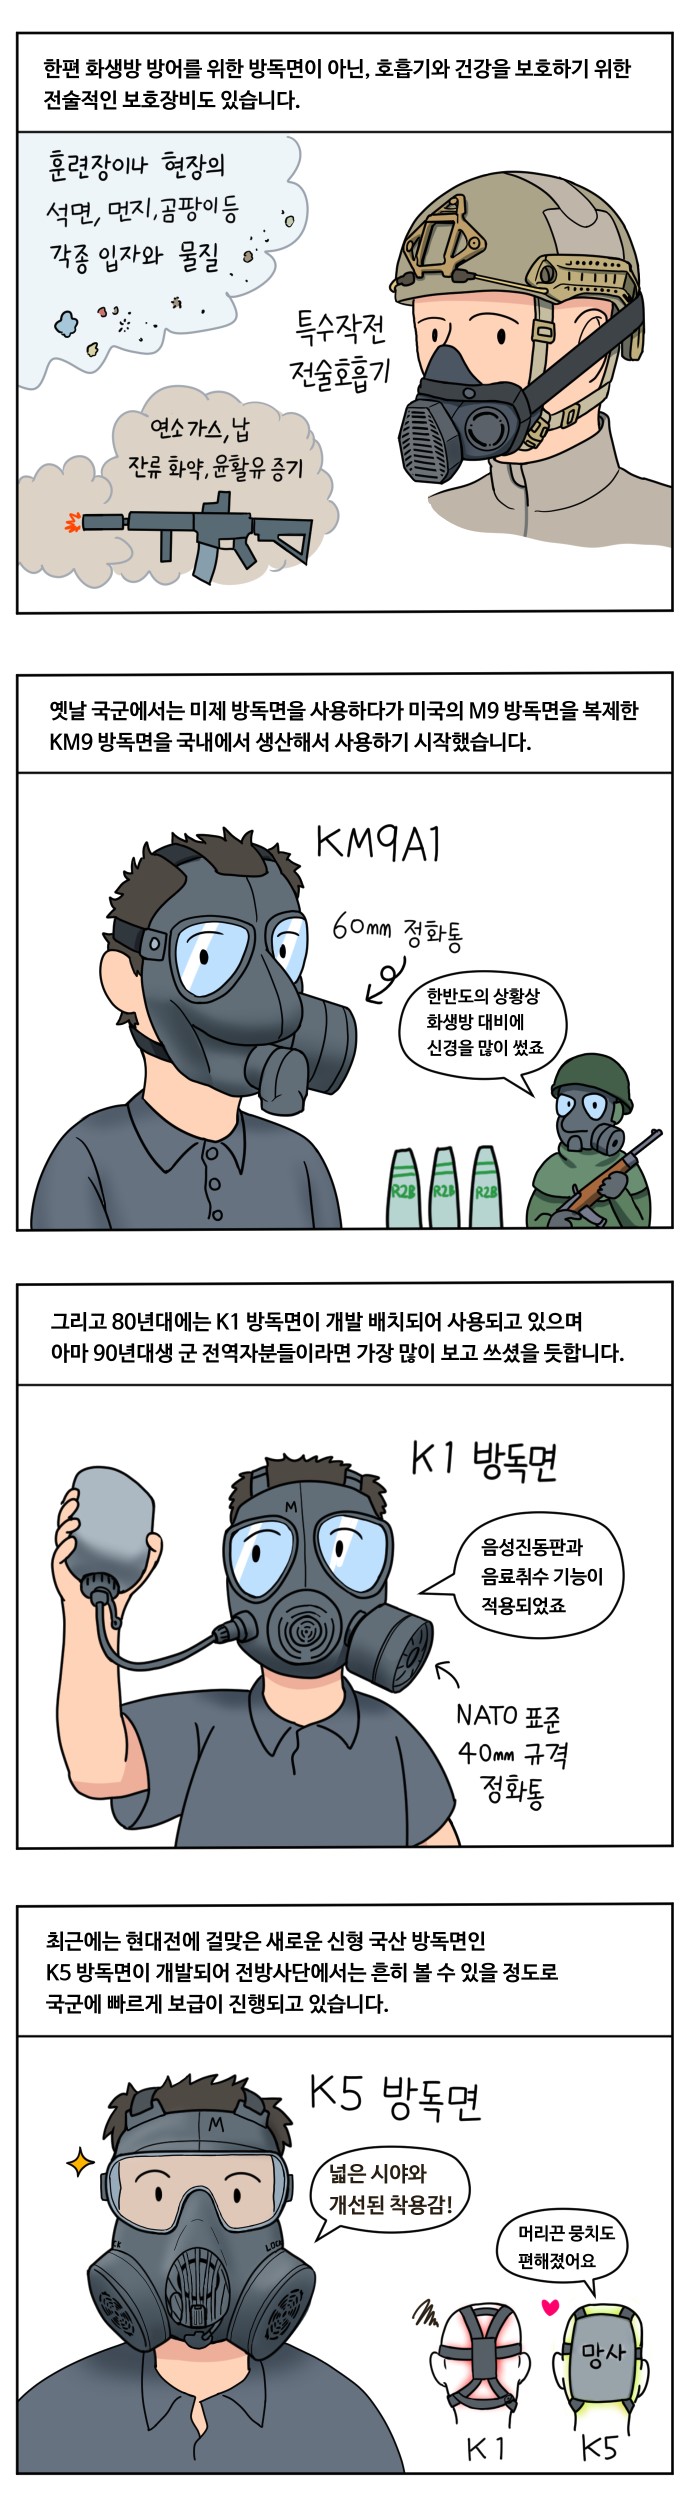 한편 화생방 방어를 위한 방독면이 아닌, 호흡기와 건강을 보호하기 위한
전술적인 보호장비도 있습니다.
훈련장이나 현장의
석면, 먼지, 곰팡이 등
각종 입자와 물질
특수작전
전술호흡기
연소가스, 납
잔류 화약, 윤활유 증기
옛날 국군에서는 미제 방독면을 사용하다가 미국의 M9 방독면을 복제한
KM9 방독면을 국내에서 생산해서 사용하기 시작했습니다.
KM9A1
60mm 정화통
한반도의 상황상
화생방 대비에
신경을 많이 썼죠
R2B
R2B
R2B
그리고 80년대에는 K1 방독면이 개발 배치되어 사용되고 있으며
아마 90년대생 군 전역자분들이라면 가장 많이 보고 쓰셨을 듯합니다.
K1 방독면
M
음성진동판과
음료취수 기능이
적용되었죠
NATO 표준
40mm 규격
정화통
최근에는 현대전에 걸맞은 새로운 신형 국산 방독면인
K5 방독면이 개발되어 전방사단에서는 흔히 볼 수 있을 정도로
국군에 빠르게 보급이 진행되고 있습니다.
K5 방독면
M
넓은 시야와
개선된 착용감!
CK
LOCK
머리끈 뭉치도
편해졌어요
망사
K1
K5